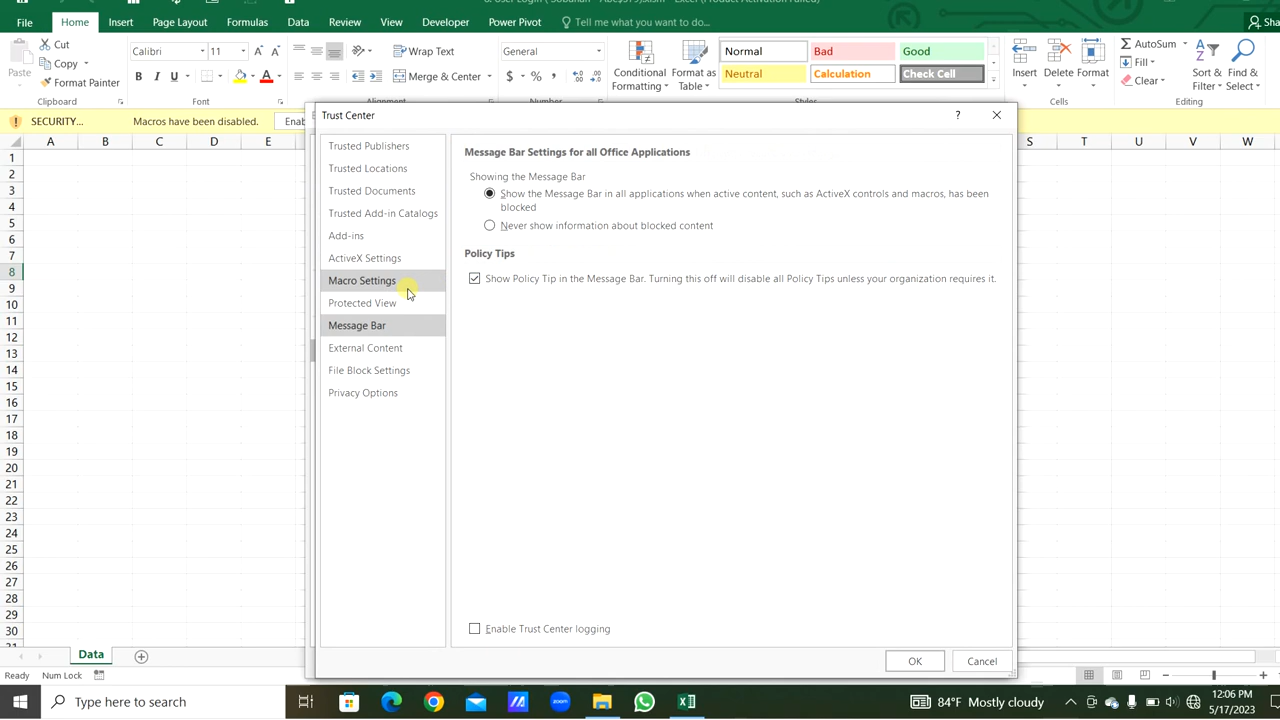 File Home Insert Page Layout Formulas Data Review View Developer Power Pivot Tell me what you want to do... Sha
Paste Cut Copy Format Painter Clipboard
Calibri 11 A A B I U A Font
Wrap Text Merge & Center Alignment
General $ % , Number
Conditional Formatting Format as Table
Normal Bad Good
Neutral Calculation Check Cell
Styles
Insert Delete Format Cells
AutoSum Fill Clear Sort & Filter Find & Select Editing
SECURITY... Macros have been disabled. Enab
A B C D E S T U V W
1
2
3
4
5
6
7
8
9
10
11
12
13
14
15
16
17
18
19
20
21
22
23
24
25
26
27
28
29
30
Trust Center ?
Trusted Publishers
Trusted Locations
Trusted Documents
Trusted Add-in Catalogs
Add-ins
ActiveX Settings
Macro Settings
Protected View
Message Bar
External Content
File Block Settings
Privacy Options
Message Bar Settings for all Office Applications
Showing the Message Bar
Show the Message Bar in all applications when active content, such as ActiveX controls and macros, has been
blocked
Never show information about blocked content
Policy Tips
Show Policy Tip in the Message Bar. Turning this off will disable all Policy Tips unless your organization requires it.
Enable Trust Center logging
OK Cancel
Data
Ready Num Lock
Type here to search
zoom
84°F Mostly cloudy
12:06 PM
5/17/2023